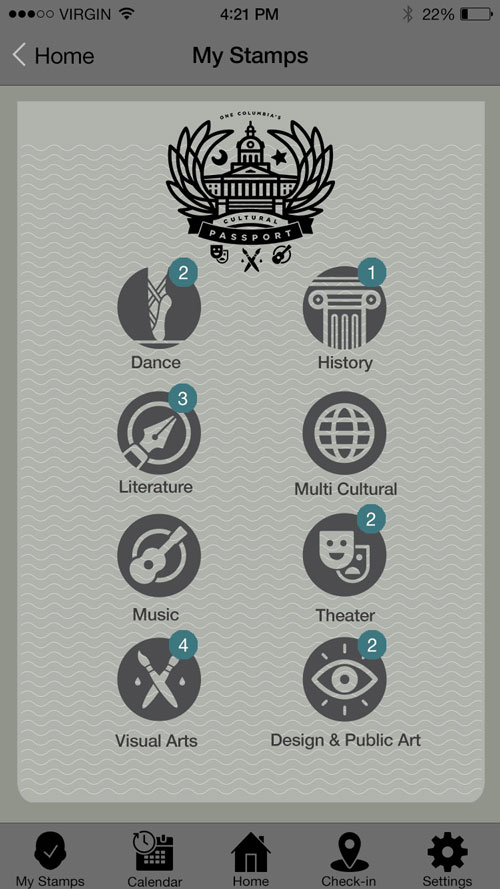 VIRGIN 4:21 PM 22%
Home My Stamps
ONE COLUMBIA'S
CULTURAL
PASSPORT
2 1
Dance History
3
Literature Multi Cultural
2
Music Theater
4 2
Visual Arts Design & Public Art
My Stamps Calendar Home Check-in Settings